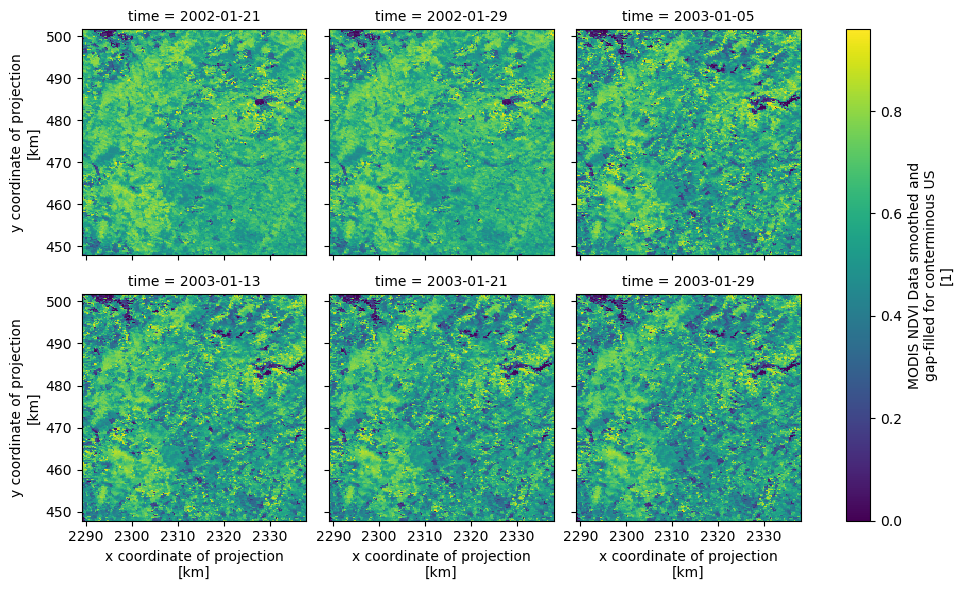 time = 2002-01-21
time = 2002-01-29
time = 2003-01-05
500
490
480
470
460
450
y coordinate of projection
[km]
time = 2003-01-13
time = 2003-01-21
time = 2003-01-29
500
490
480
470
460
450
y coordinate of projection
[km]
2290 2300 2310 2320 2330
2290 2300 2310 2320 2330
2290 2300 2310 2320 2330
x coordinate of projection
[km]
x coordinate of projection
[km]
x coordinate of projection
[km]
0.8
0.6
0.4
0.2
0.0
MODIS NDVI Data smoothed and
gap-filled for conterminous US
[1]